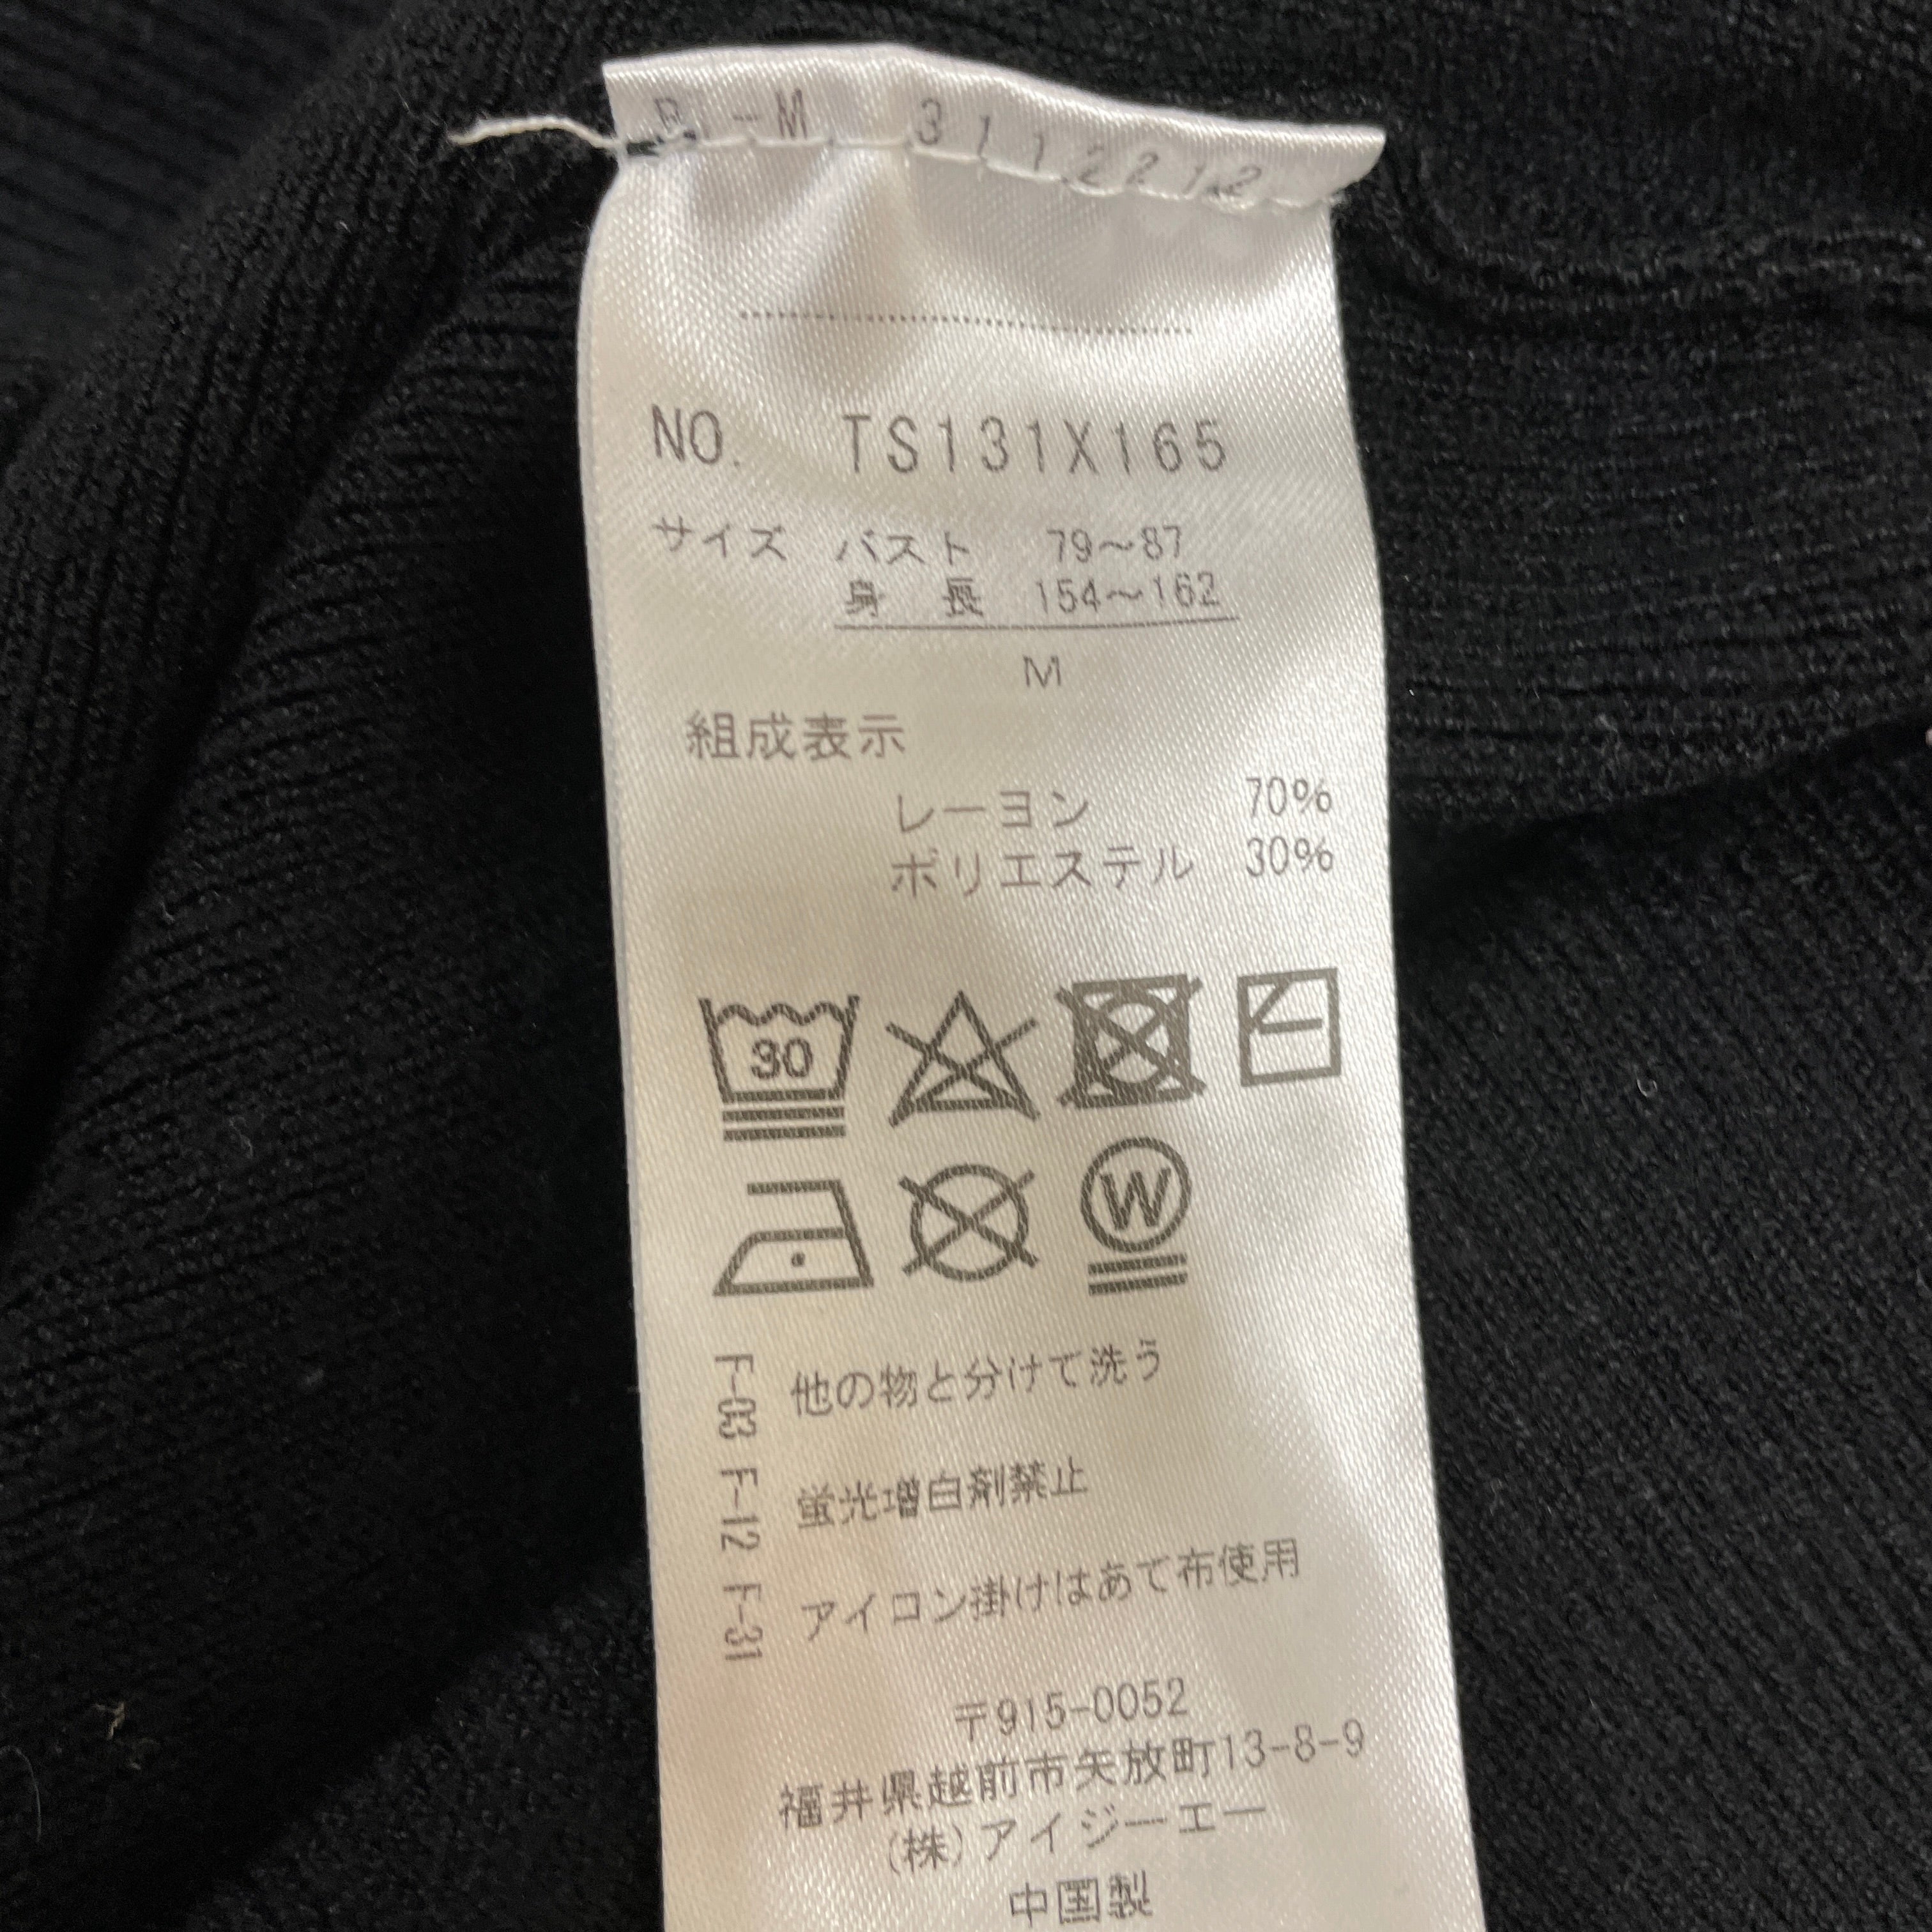 -M 3112212
NO. TS131X165
サイズ バスト 79〜87
身長 154〜162
M
組成表示
レーヨン 70%
ポリエステル 30%
30
W
F-03 他の物と分けて洗う
F-12 蛍光増白剤禁止
F-31 アイロン掛けはあて布使用
〒915-0052
福井県越前市矢放町13-8-9
(株)アイジーエー
中国製